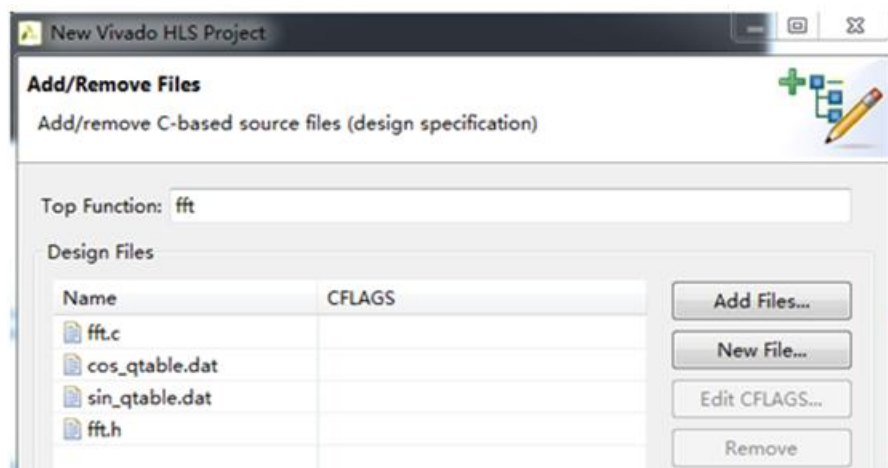 New Vivado HLS Project
Add/Remove Files
Add/remove C-based source files (design specification)
Top Function: fft
Design Files
Name CFLAGS Add Files...
fft.c
New File...
cos_qtable.dat
sin_qtable.dat Edit CFLAGS...
fft.h
Remove